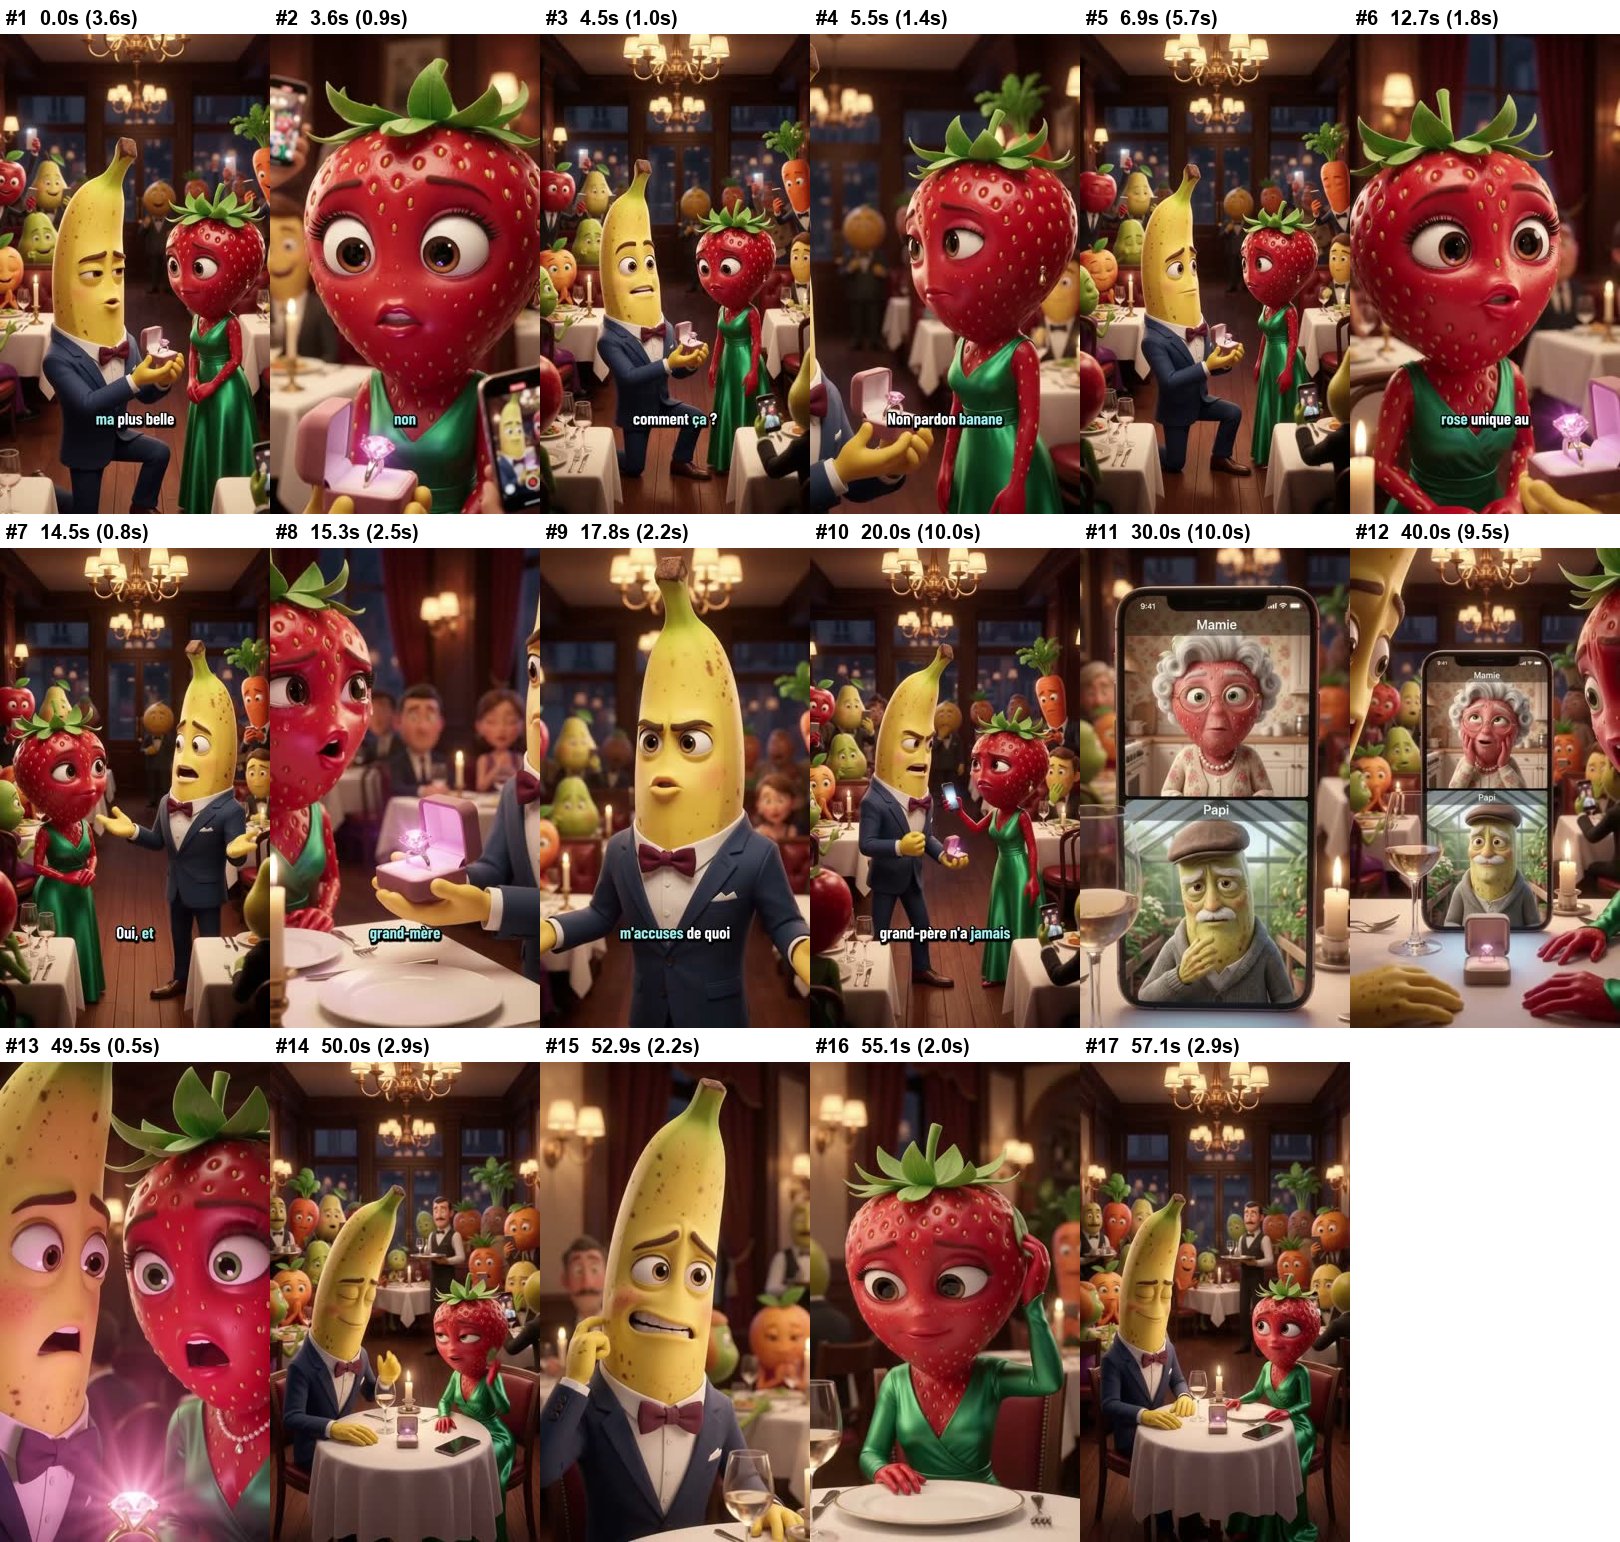 #1 0.0s (3.6s)
#2 3.6s (0.9s)
#3 4.5s (1.0s)
#4 5.5s (1.4s)
#5 6.9s (5.7s)
#6 12.7s (1.8s)
ma plus belle
non
comment ça ?
Non pardon banane
rose unique au
#7 14.5s (0.8s)
#8 15.3s (2.5s)
#9 17.8s (2.2s)
#10 20.0s (10.0s)
#11 30.0s (10.0s)
#12 40.0s (9.5s)
Oui, et
grand-mère
m'accuses de quoi
grand-père n'a jamais
9:41
Mamie
Papi
9:41
Mamie
Papi
#13 49.5s (0.5s)
#14 50.0s (2.9s)
#15 52.9s (2.2s)
#16 55.1s (2.0s)
#17 57.1s (2.9s)